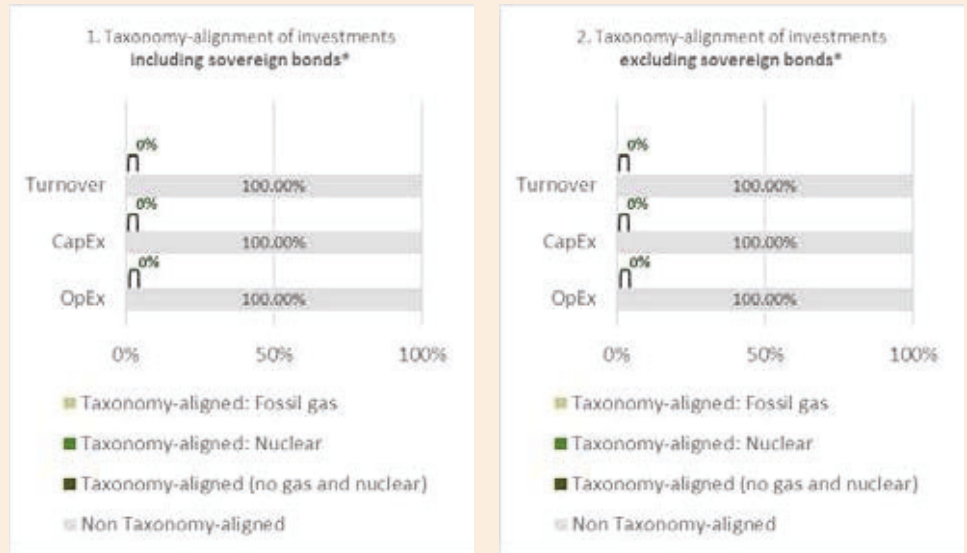 1. Taxonomy-alignment of investments
including sovereign bonds*
0%
Turnover
100.00%
0%
CapEx
100.00%
0%
OpEx
100.00%
0%
50%
100%
Taxonomy-aligned: Fossil gas
Taxonomy-aligned: Nuclear
Taxonomy-aligned (no gas and nuclear)
Non Taxonomy-aligned
2. Taxonomy-alignment of investments
excluding sovereign bonds*
0%
Turnover
100.00%
0%
CapEx
100.00%
0%
OpEx
100.00%
0%
50%
100%
Taxonomy-aligned: Fossil gas
Taxonomy-aligned: Nuclear
Taxonomy-aligned (no gas and nuclear)
Non Taxonomy-aligned